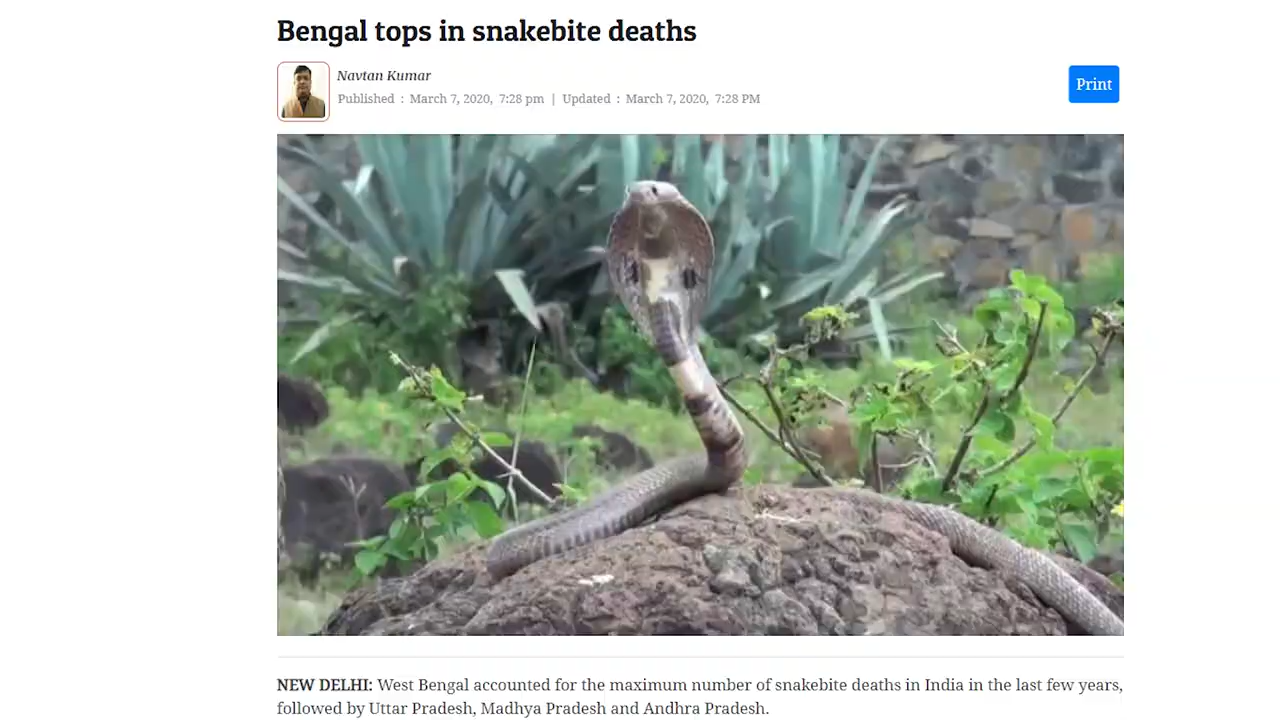 Bengal tops in snakebite deaths
Navtan Kumar
Published : March 7, 2020, 7:28 pm | Updated : March 7, 2020, 7:28 PM
Print
NEW DELHI: West Bengal accounted for the maximum number of snakebite deaths in India in the last few years,
followed by Uttar Pradesh, Madhya Pradesh and Andhra Pradesh.